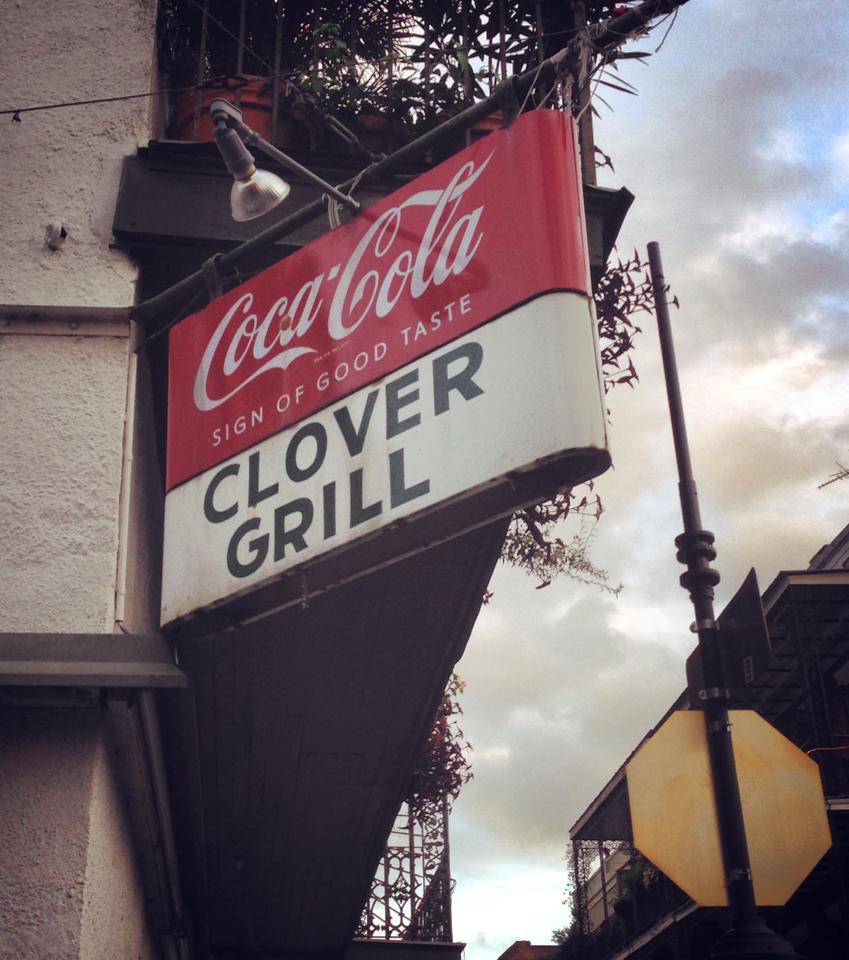 Coca-Cola
SIGN OF GOOD TASTE
CLOVER
GRILL